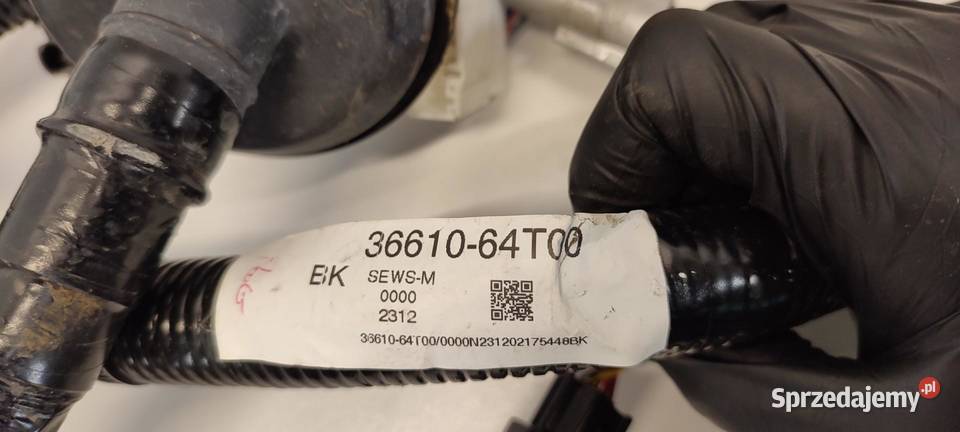 36610-64T00
BK SEWS-M
0000
2312
36610-64T00/0000N231202175448BK
Sprzedajemy.pl